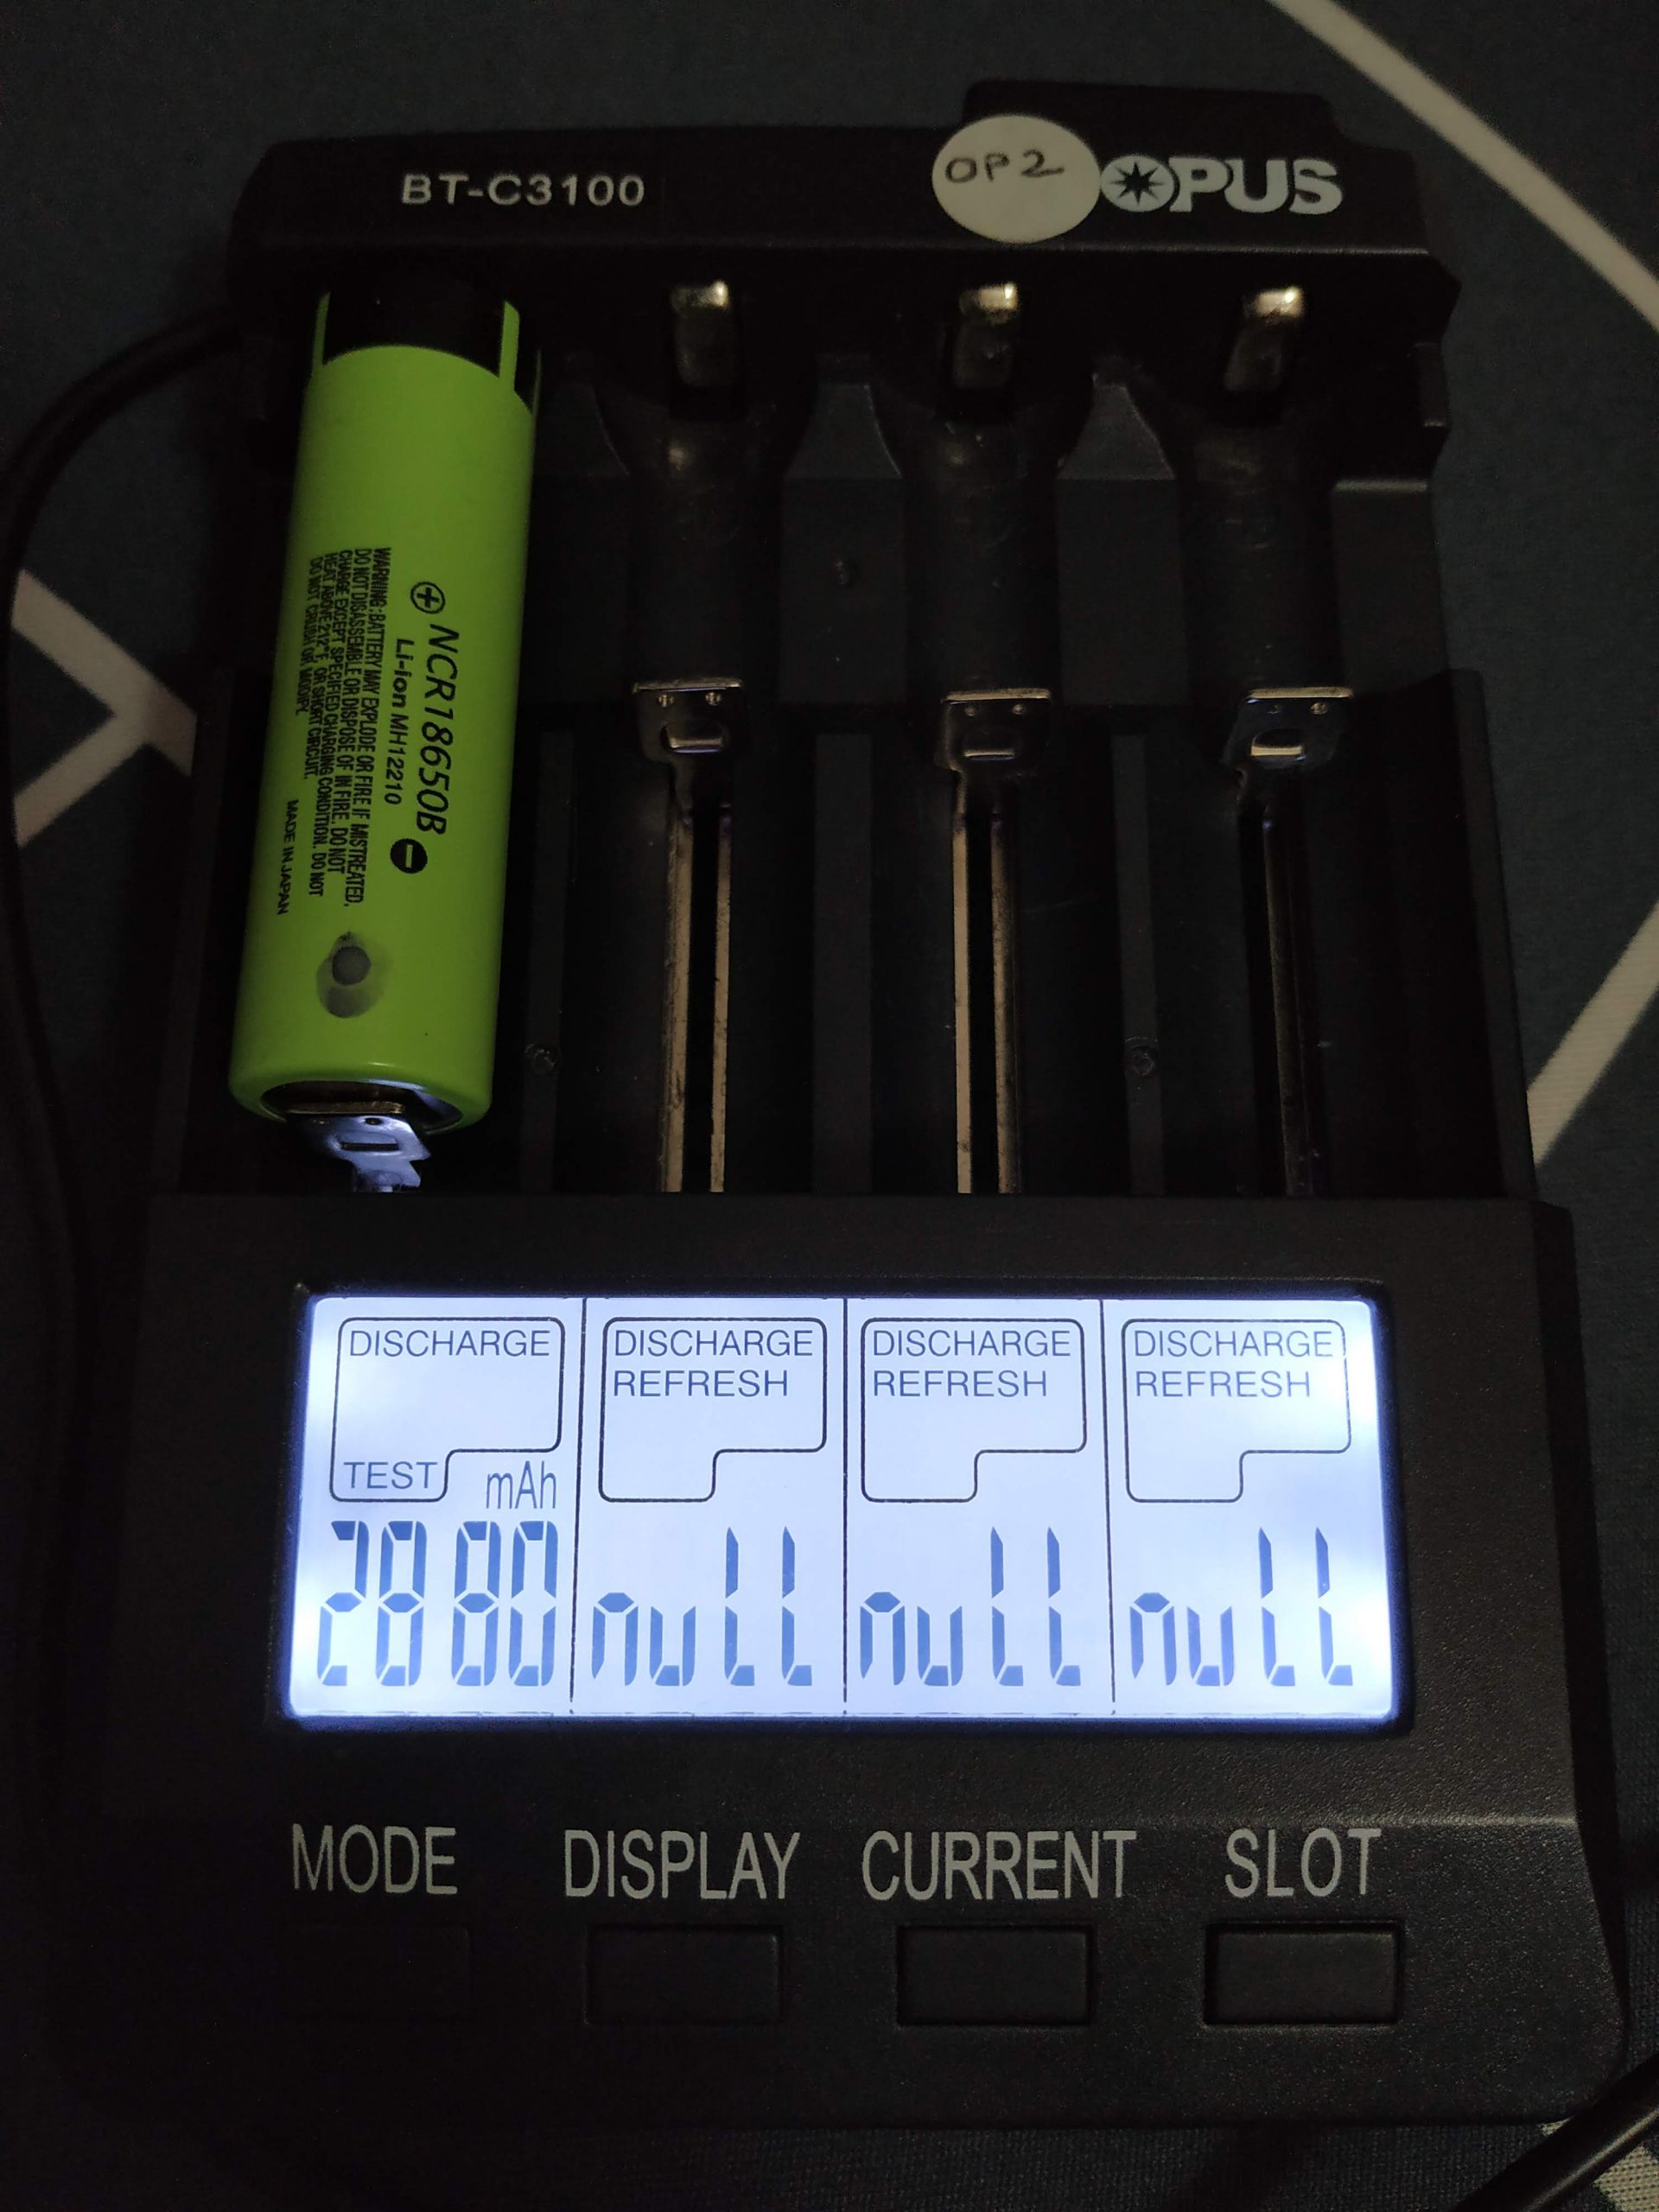 BT-C3100
OP2
OPUS
NCR18650B
Li-ion MH12210
WARNING: BATTERY MAY EXPLODE OR FIRE IF MISTREATED.
DO NOT DISASSEMBLE OR DISPOSE OF IN FIRE. DO NOT
CHARGE EXCEPT SPECIFIED CHARGING CONDITION. DO NOT
HEAT ABOVE 212°F, OR SHORT CIRCUIT.
DO NOT CRUSH OR MODIFY.
MADE IN JAPAN
DISCHARGE
TEST mAh
2880
DISCHARGE
REFRESH
null
DISCHARGE
REFRESH
null
DISCHARGE
REFRESH
null
MODE DISPLAY CURRENT SLOT